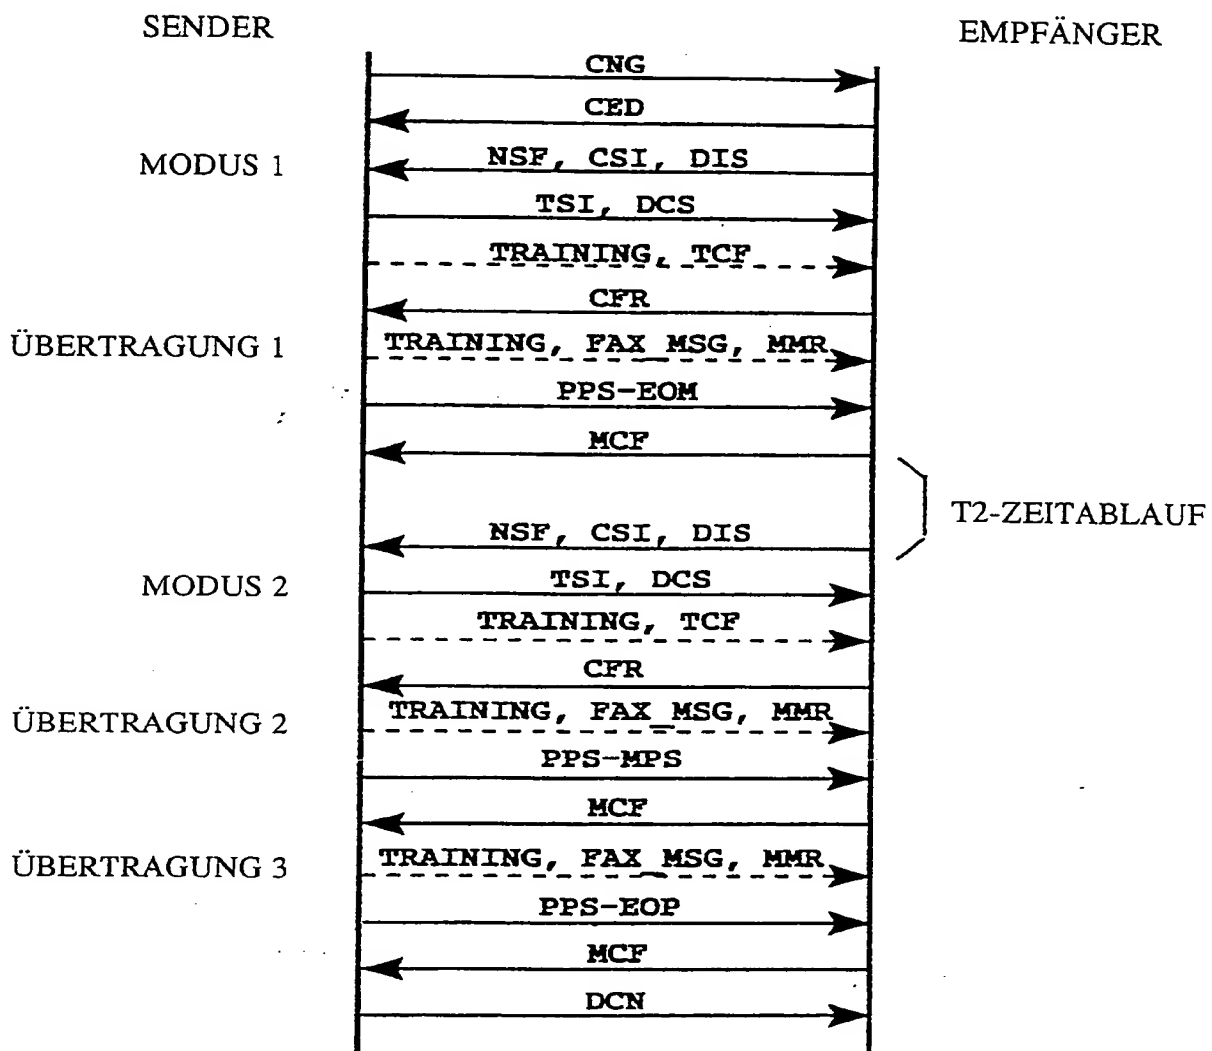 SENDER
EMPFÄNGER
CNG
CED
MODUS 1
NSF, CSI, DIS
TSI, DCS
TRAINING, TCF
CFR
ÜBERTRAGUNG 1
TRAINING, FAX_MSG, MMR
PPS-EOM
MCF
T2-ZEITABLAUF
NSF, CSI, DIS
MODUS 2
TSI, DCS
TRAINING, TCF
CFR
ÜBERTRAGUNG 2
TRAINING, FAX_MSG, MMR
PPS-MPS
MCF
ÜBERTRAGUNG 3
TRAINING, FAX_MSG, MMR
PPS-EOP
MCF
DCN